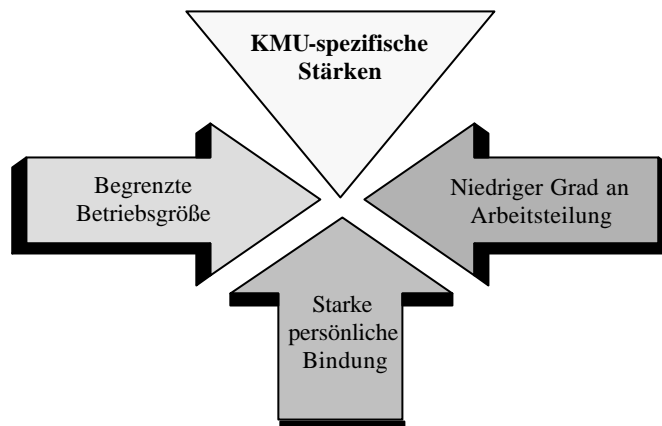 KMU-spezifische
Stärken
Begrenzte
Betriebsgröße
Niedriger Grad an
Arbeitsteilung
Starke
persönliche
Bindung